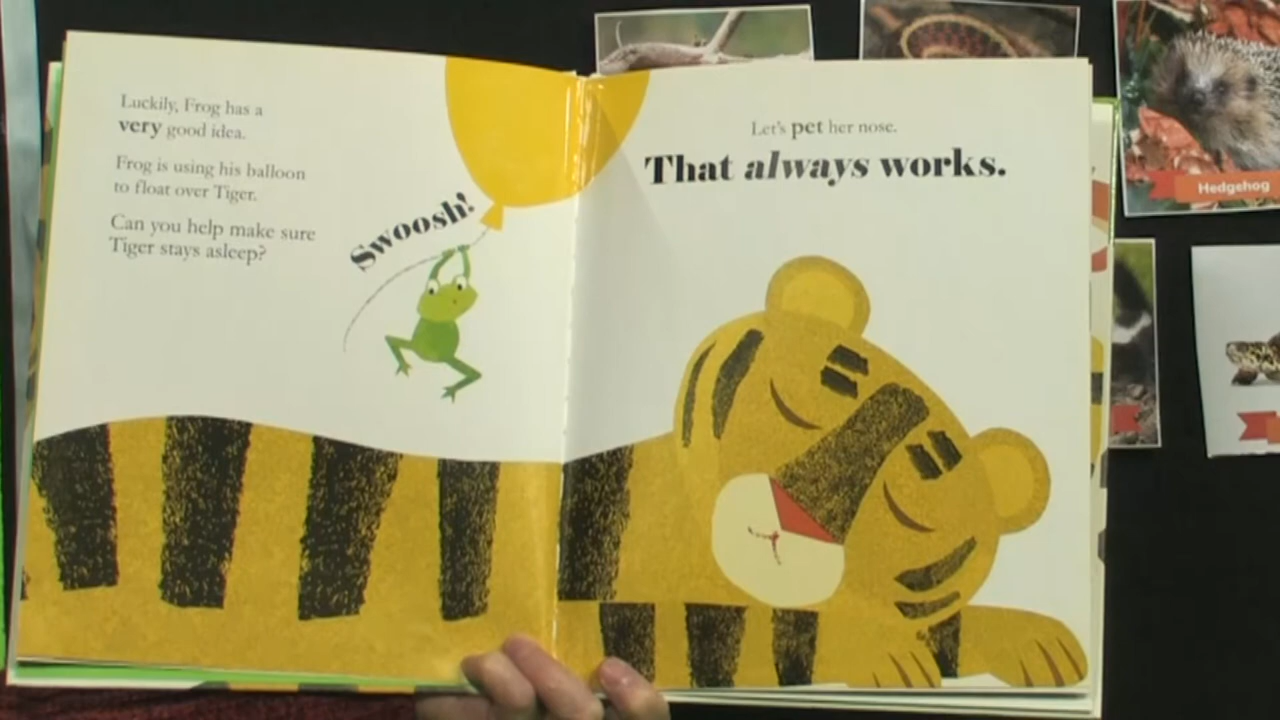 Luckily, Frog has a
very good idea.
Frog is using his balloon
to float over Tiger.
Can you help make sure
Tiger stays asleep?
Swoosh!
Let's pet her nose.
That always works.
Hedgehog